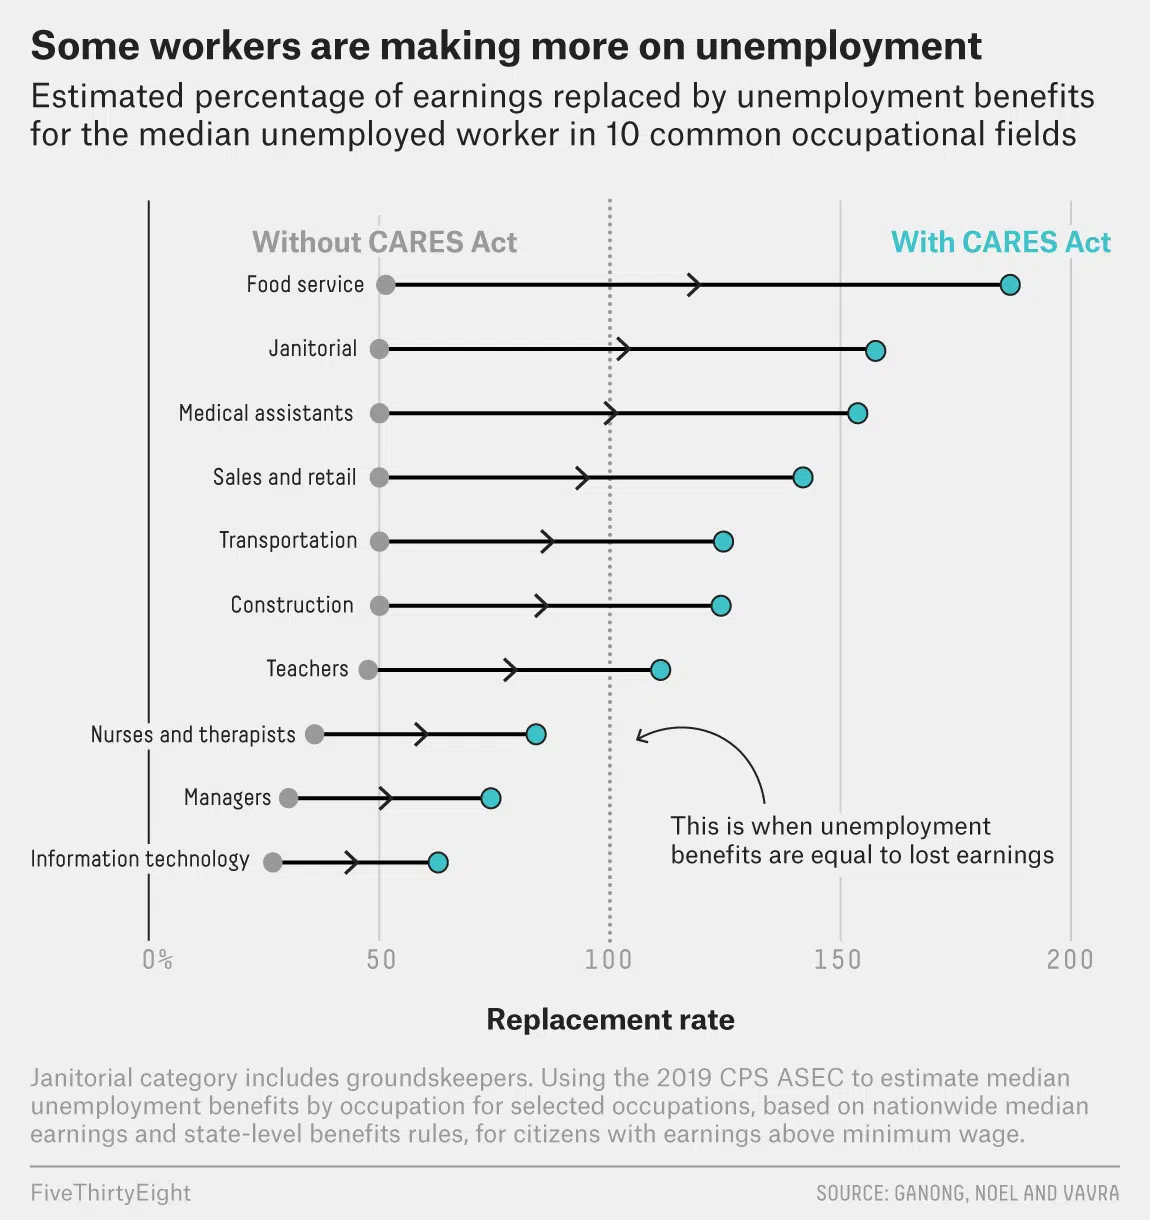 Some workers are making more on unemployment
Estimated percentage of earnings replaced by unemployment benefits
for the median unemployed worker in 10 common occupational fields
Without CARES Act
With CARES Act
Food service
Janitorial
Medical assistants
Sales and retail
Transportation
Construction
Teachers
Nurses and therapists
Managers
This is when unemployment
benefits are equal to lost earnings
Information technology
0% 50 100 150 200
Replacement rate
Janitorial category includes groundskeepers. Using the 2019 CPS ASEC to estimate median
unemployment benefits by occupation for selected occupations, based on nationwide median
earnings and state-level benefits rules, for citizens with earnings above minimum wage.
FiveThirtyEight
SOURCE: GANONG, NOEL AND VAVRA